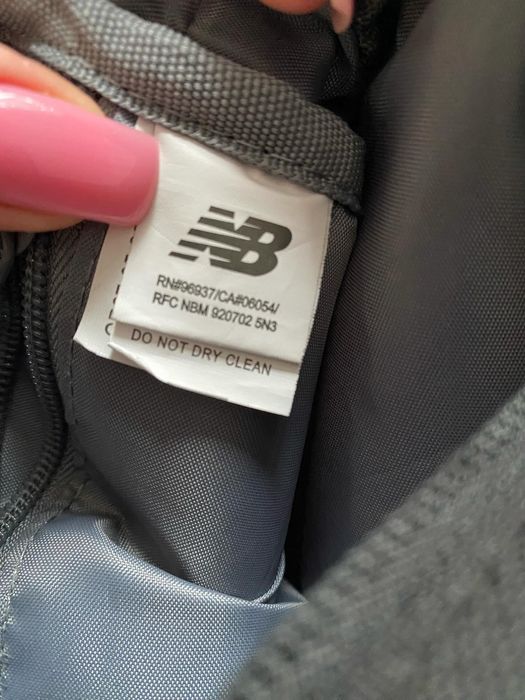 NB
RN#96937/CA#06054/
RFC NBM 920702 5N3
DO NOT DRY CLEAN